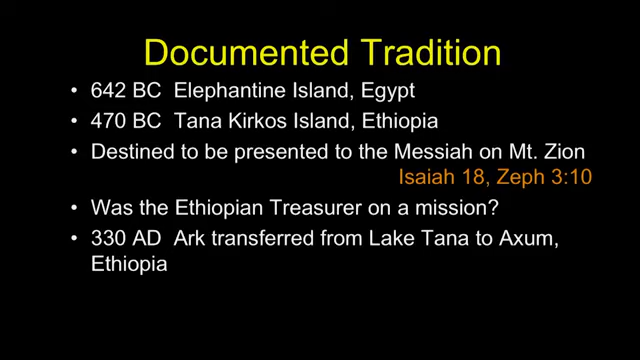 Documented Tradition
• 642 BC Elephantine Island, Egypt
• 470 BC Tana Kirkos Island, Ethiopia
• Destined to be presented to the Messiah on Mt. Zion
Isaiah 18, Zeph 3:10
• Was the Ethiopian Treasurer on a mission?
• 330 AD Ark transferred from Lake Tana to Axum,
Ethiopia